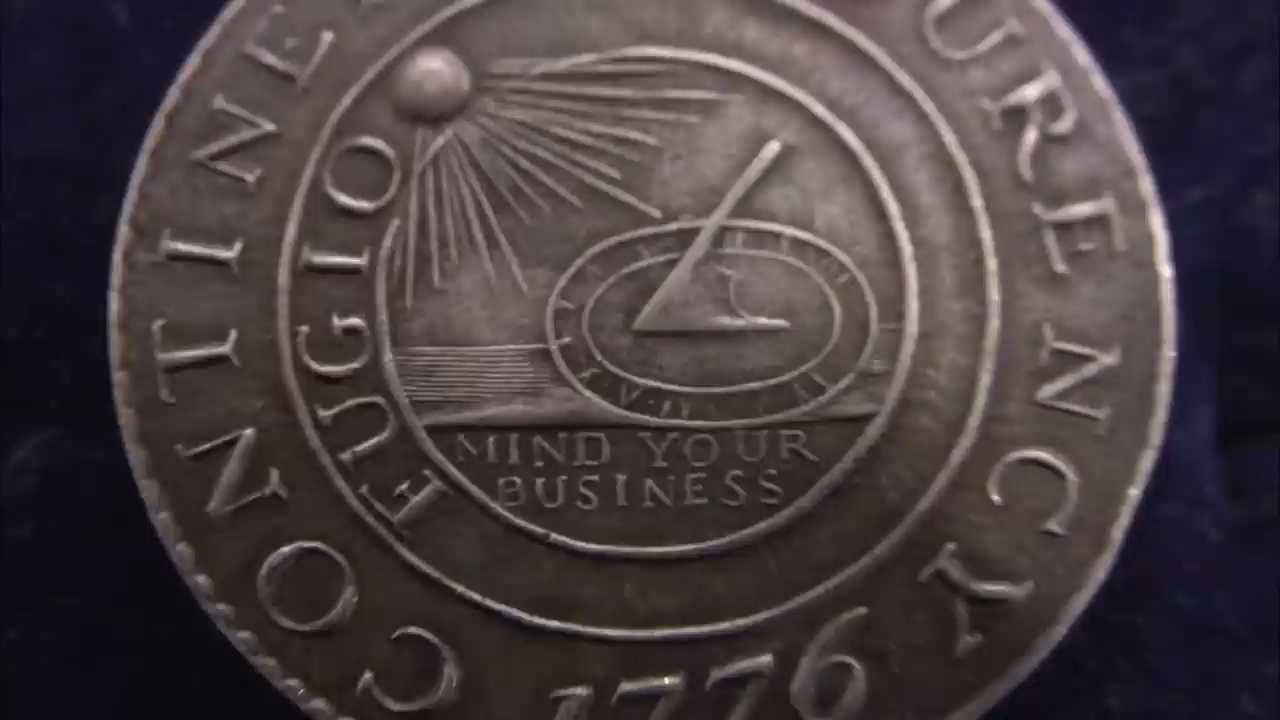 CONTINE
URENCY
1776
FUGIO
MIND YOUR
BUSINESS